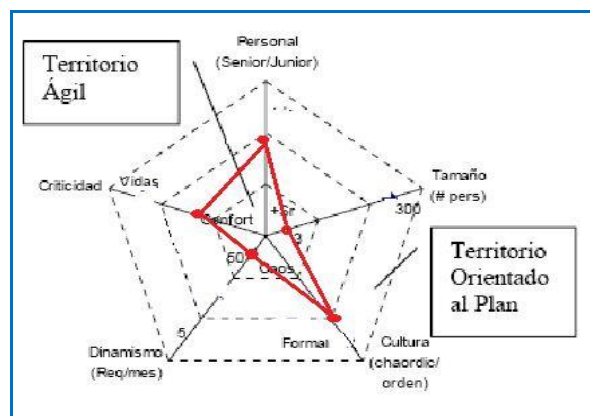 Personal
(Senior/Junior)
Territorio
Ágil
Tamaño
(# pers)
Criticidad
Vidas
300
Confort
+Sr
3
Territorio
Orientado
al Plan
50
Caos
5
Formal
Dinamismo
(Req/mes)
Cultura
(chaordic/
orden)